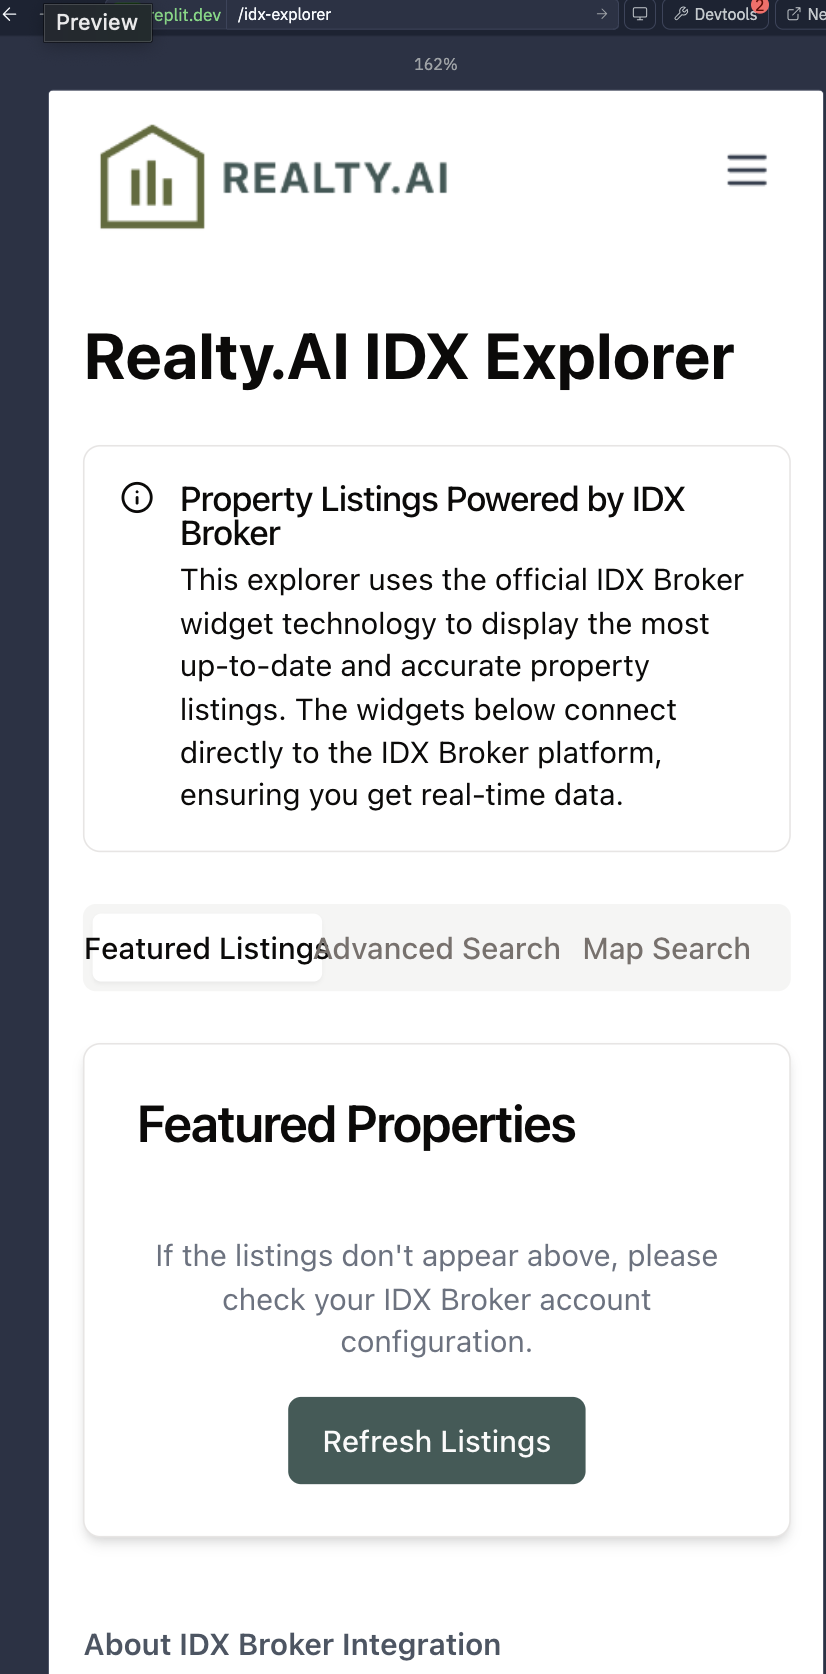 Preview
replit.dev /idx-explorer
Devtools 2
Ne
162%
REALTY.AI
Realty.AI IDX Explorer
Property Listings Powered by IDX
Broker
This explorer uses the official IDX Broker
widget technology to display the most
up-to-date and accurate property
listings. The widgets below connect
directly to the IDX Broker platform,
ensuring you get real-time data.
Featured Listings Advanced Search Map Search
Featured Properties
If the listings don't appear above, please
check your IDX Broker account
configuration.
Refresh Listings
About IDX Broker Integration